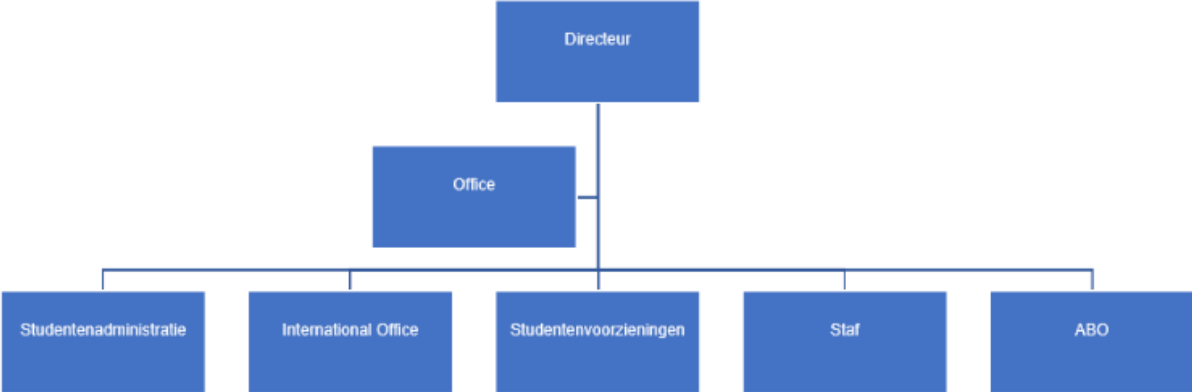 Directeur
Office
Studentenadministratie
International Office
Studentenvoorzieningen
Staf
ABO